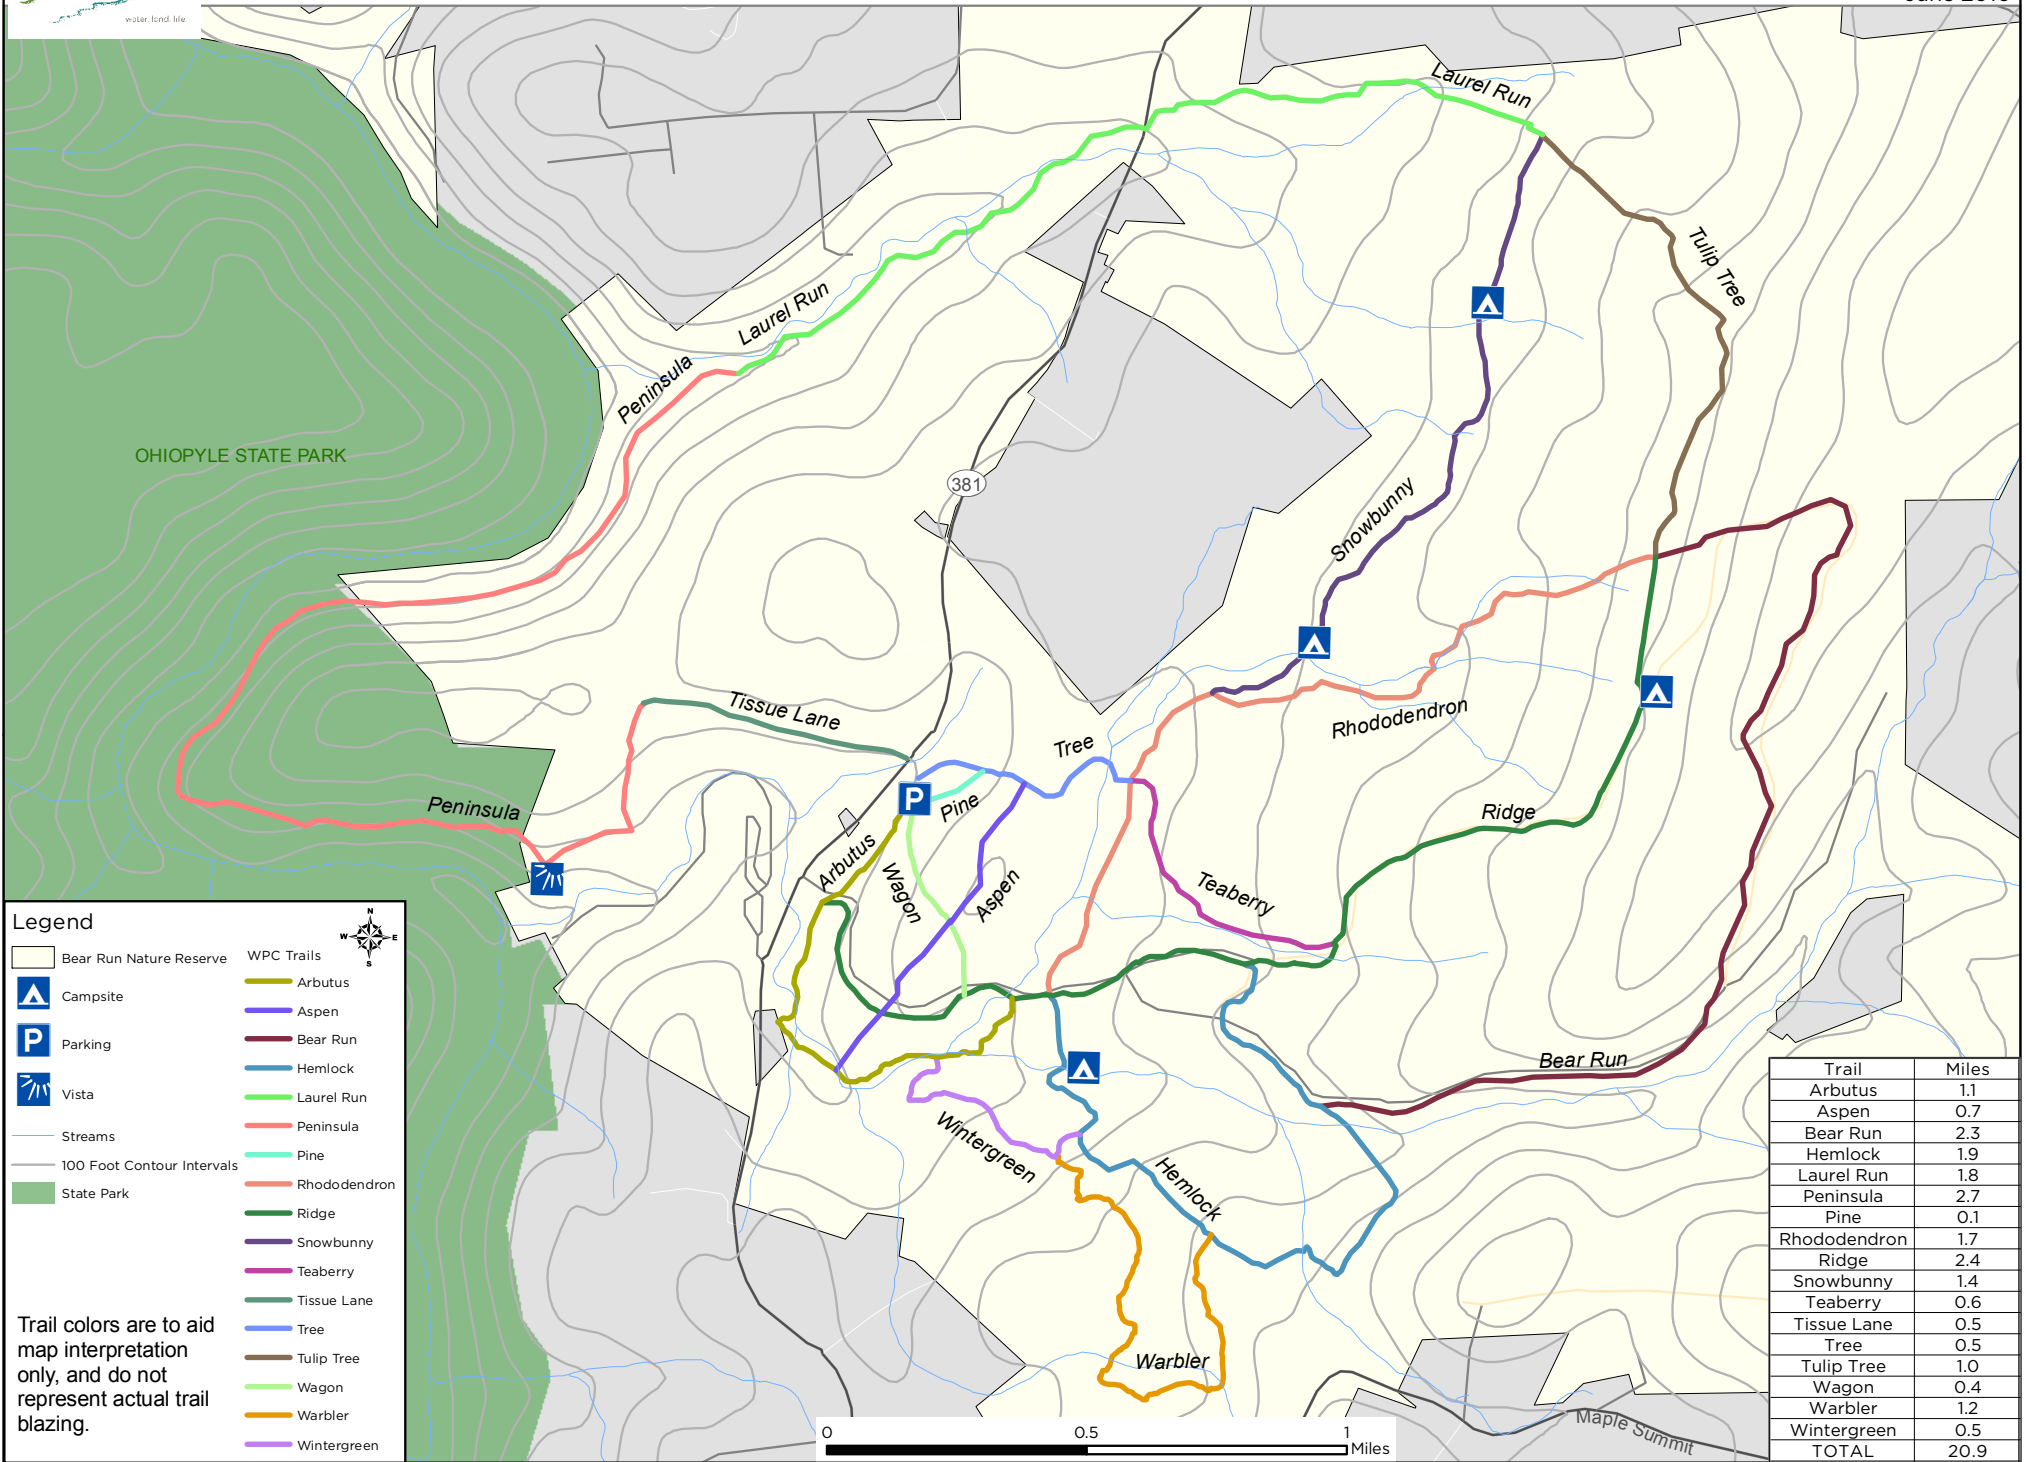 water. land. life.
Laurel Run
Tulip Tree
Laurel Run
Peninsula
OHIOPYLE STATE PARK
381
Snowbunny
Tissue Lane
Tree
Rhododendron
Peninsula
Pine
Ridge
Arbutus
Wagon
Aspen
Teaberry
Bear Run
Wintergreen
Hemlock
Warbler
Maple Summit
Legend
N
W E
S
Bear Run Nature Reserve
Campsite
P Parking
Vista
Streams
100 Foot Contour Intervals
State Park
WPC Trails
Arbutus
Aspen
Bear Run
Hemlock
Laurel Run
Peninsula
Pine
Rhododendron
Ridge
Snowbunny
Teaberry
Tissue Lane
Tree
Tulip Tree
Wagon
Warbler
Wintergreen
Trail colors are to aid
map interpretation
only, and do not
represent actual trail
blazing.
P
0 0.5 1
Miles
Trail Miles
Arbutus 1.1
Aspen 0.7
Bear Run 2.3
Hemlock 1.9
Laurel Run 1.8
Peninsula 2.7
Pine 0.1
Rhododendron 1.7
Ridge 2.4
Snowbunny 1.4
Teaberry 0.6
Tissue Lane 0.5
Tree 0.5
Tulip Tree 1.0
Wagon 0.4
Warbler 1.2
Wintergreen 0.5
TOTAL 20.9